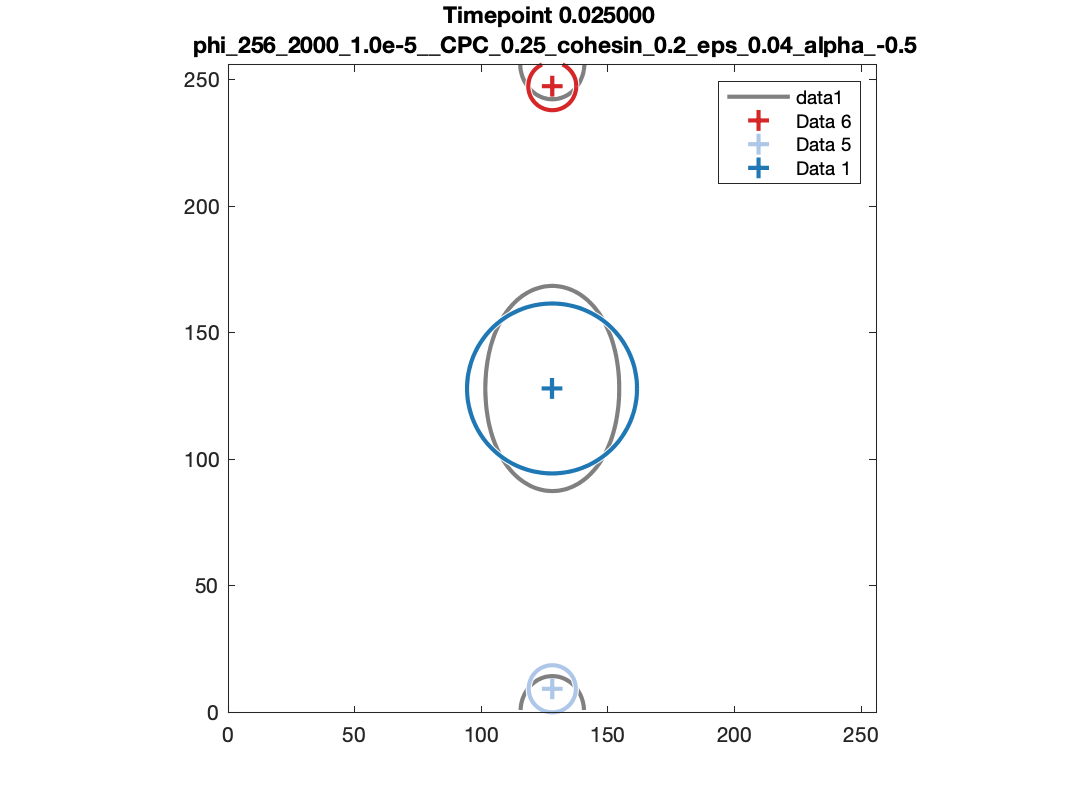 Timepoint 0.025000
phi_256_2000_1.0e-5__CPC_0.25_cohesin_0.2_eps_0.04_alpha_-0.5
data1
Data 6
Data 5
Data 1
250
200
150
100
50
0
0
50
100
150
200
250